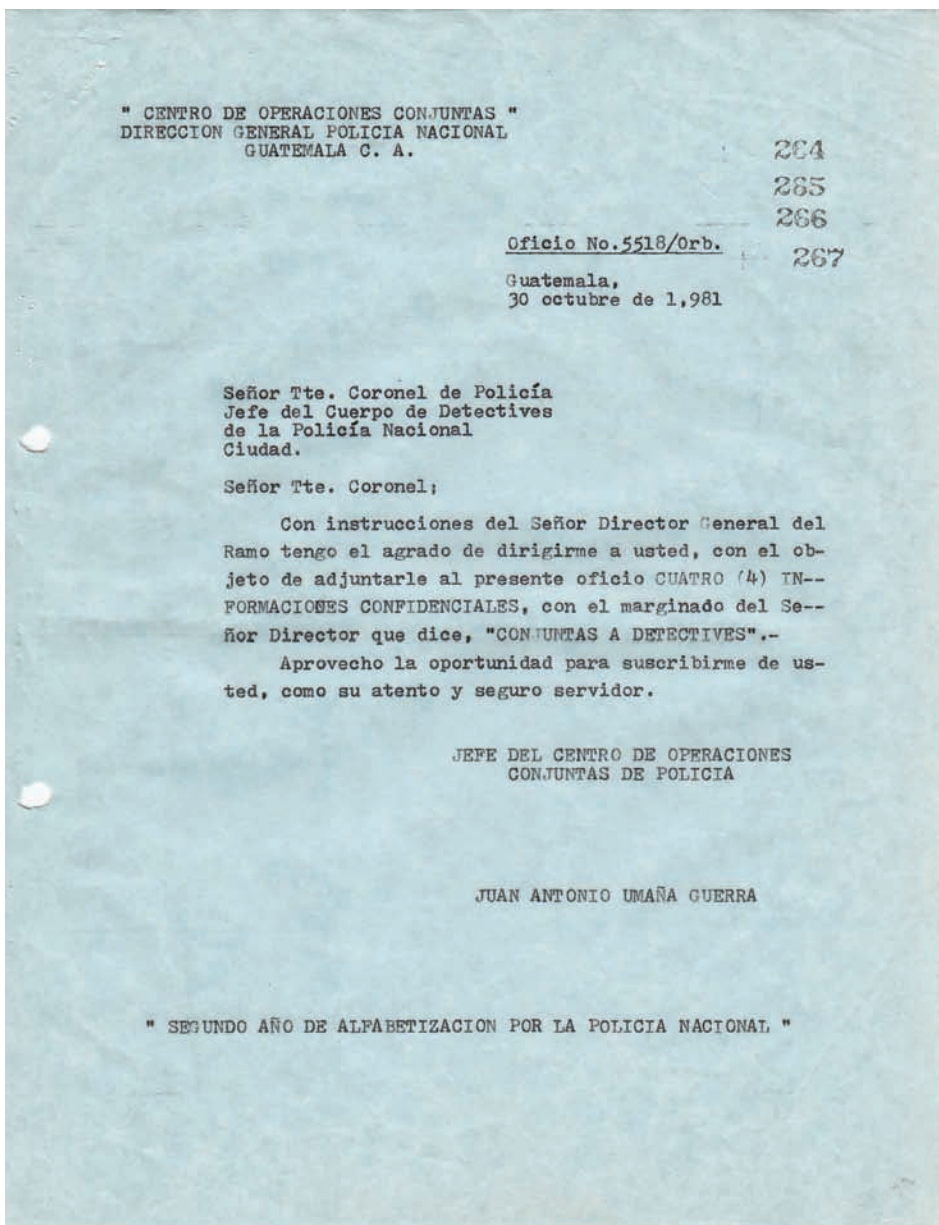 " CENTRO DE OPERACIONES CONJUNTAS "
DIRECCION GENERAL POLICIA NACIONAL
GUATEMALA C. A.
264
265
266
267
Oficio No.5518/Orb.
Guatemala,
30 octubre de 1,981
Señor Tte. Coronel de Policía
Jefe del Cuerpo de Detectives
de la Policía Nacional
Ciudad.
Señor Tte. Coronel;
Con instrucciones del Señor Director General del
Ramo tengo el agrado de dirigirme a usted, con el ob-
jeto de adjuntarle al presente oficio CUATRO (4) IN--
FORMACIONES CONFIDENCIALES, con el marginado del Se--
ñor Director que dice, "CONJUNTAS A DETECTIVES".-
Aprovecho la oportunidad para suscribirme de us-
ted, como su atento y seguro servidor.
JEFE DEL CENTRO DE OPERACIONES
CONJUNTAS DE POLICIA
JUAN ANTONIO UMAÑA GUERRA
" SEGUNDO AÑO DE ALFABETIZACION POR LA POLICIA NACIONAL "